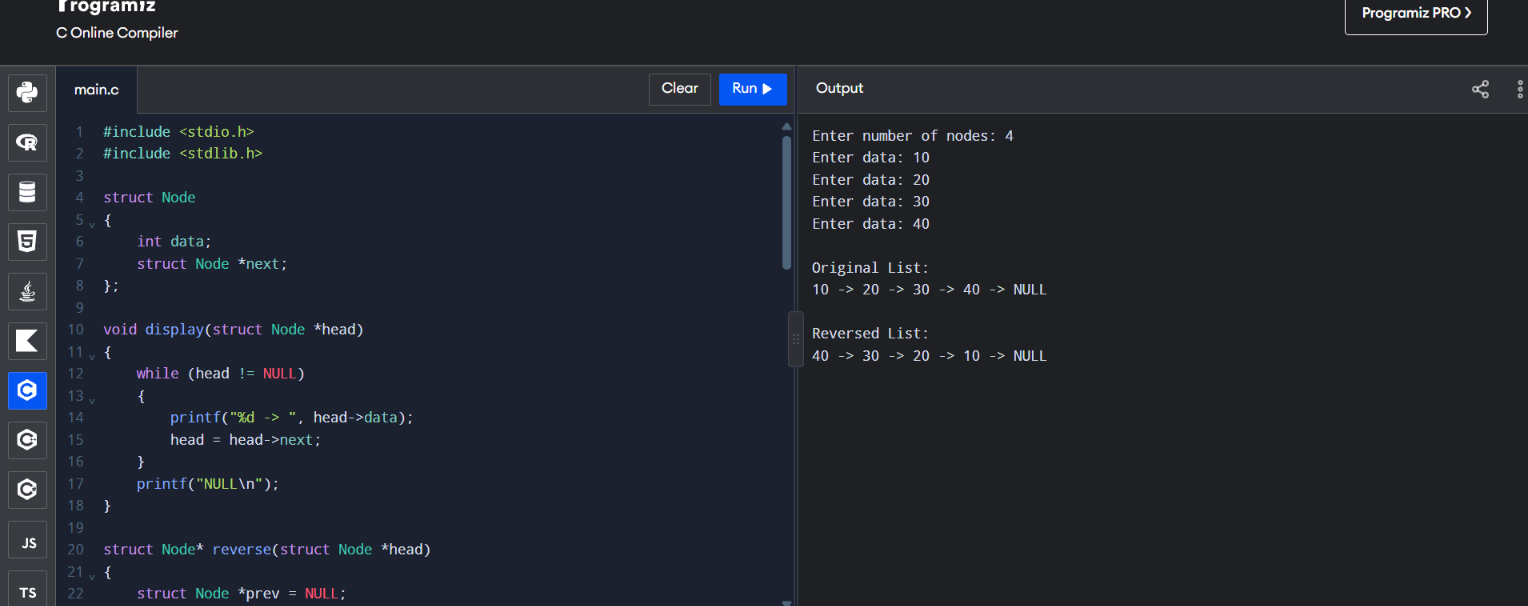 Programiz
C Online Compiler
Programiz PRO >
main.c
Clear
Run
Output
1 #include <stdio.h>
2 #include <stdlib.h>
3
4 struct Node
5 {
6     int data;
7     struct Node *next;
8 };
9
10 void display(struct Node *head)
11 {
12     while (head != NULL)
13     {
14         printf("%d -> ", head->data);
15         head = head->next;
16     }
17     printf("NULL\n");
18 }
19
20 struct Node* reverse(struct Node *head)
21 {
22     struct Node *prev = NULL;
Enter number of nodes: 4
Enter data: 10
Enter data: 20
Enter data: 30
Enter data: 40
Original List:
10 -> 20 -> 30 -> 40 -> NULL
Reversed List:
40 -> 30 -> 20 -> 10 -> NULL
R
5
C
C
C
JS
TS